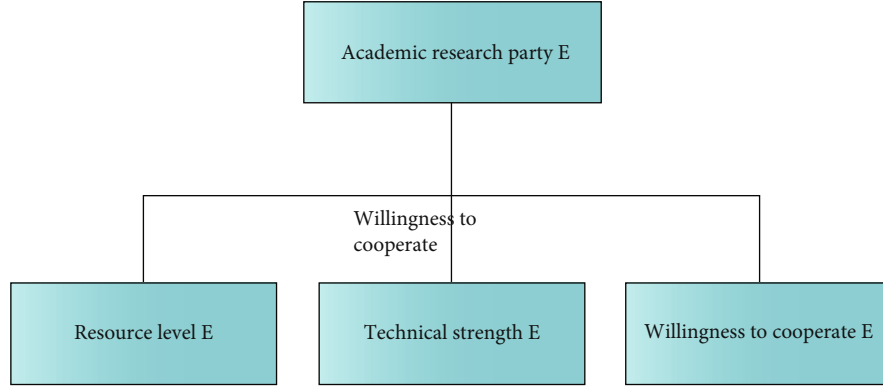 Academic research party E
Willingness to
cooperate
Resource level E
Technical strength E
Willingness to cooperate E